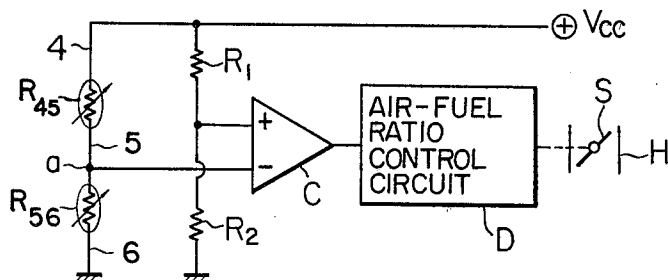 4
⊕ Vcc
R1
R45
+
5
a
−
C
AIR-FUEL
RATIO
CONTROL
CIRCUIT
S
H
R56
R2
D
6